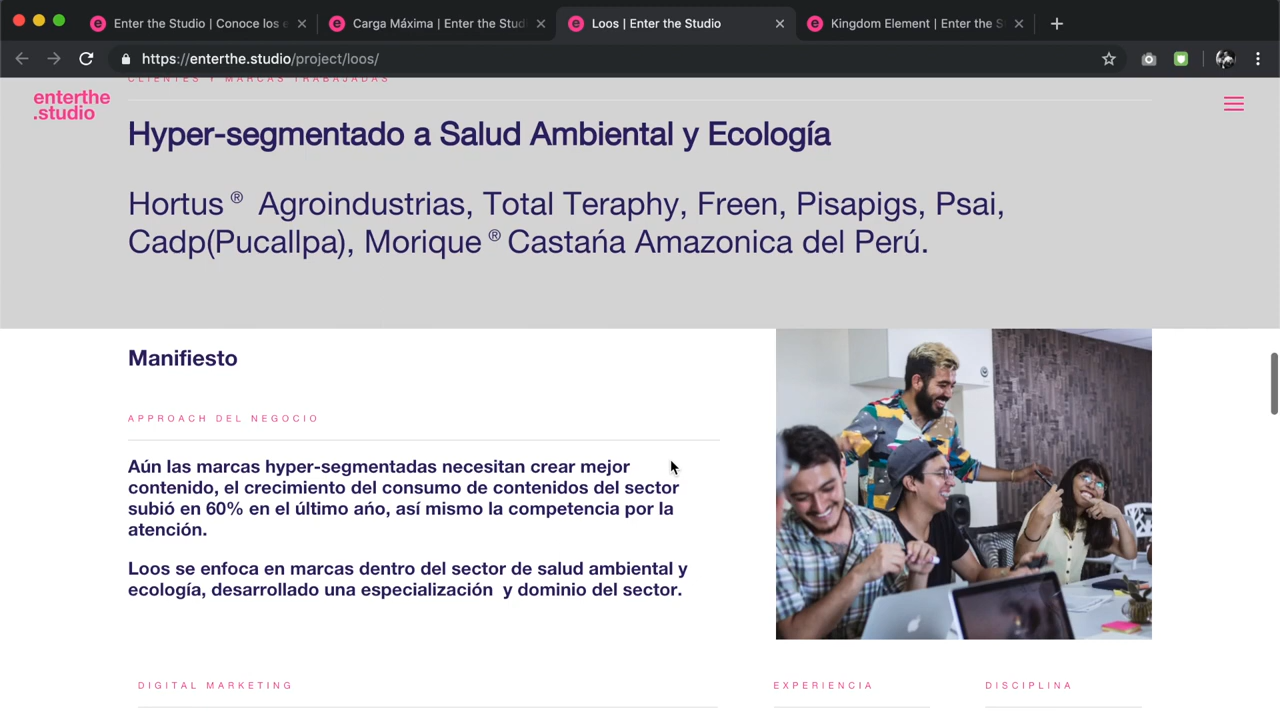 Enter the Studio | Conoce los e
Carga Máxima | Enter the Stud
Loos | Enter the Studio
Kingdom Element | Enter the S
https://enterthe.studio/project/loos/
CLIENTES Y MARCAS TRABAJADAS
enterthe
.studio
Hyper-segmentado a Salud Ambiental y Ecología
Hortus ® Agroindustrias, Total Teraphy, Freen, Pisapigs, Psai,
Cadp(Pucallpa), Morique ® Castańa Amazonica del Perú.
Manifiesto
APPROACH DEL NEGOCIO
Aún las marcas hyper-segmentadas necesitan crear mejor
contenido, el crecimiento del consumo de contenidos del sector
subió en 60% en el último ańo, así mismo la competencia por la
atención.
Loos se enfoca en marcas dentro del sector de salud ambiental y
ecología, desarrollado una especialización y dominio del sector.
DIGITAL MARKETING
EXPERIENCIA
DISCIPLINA